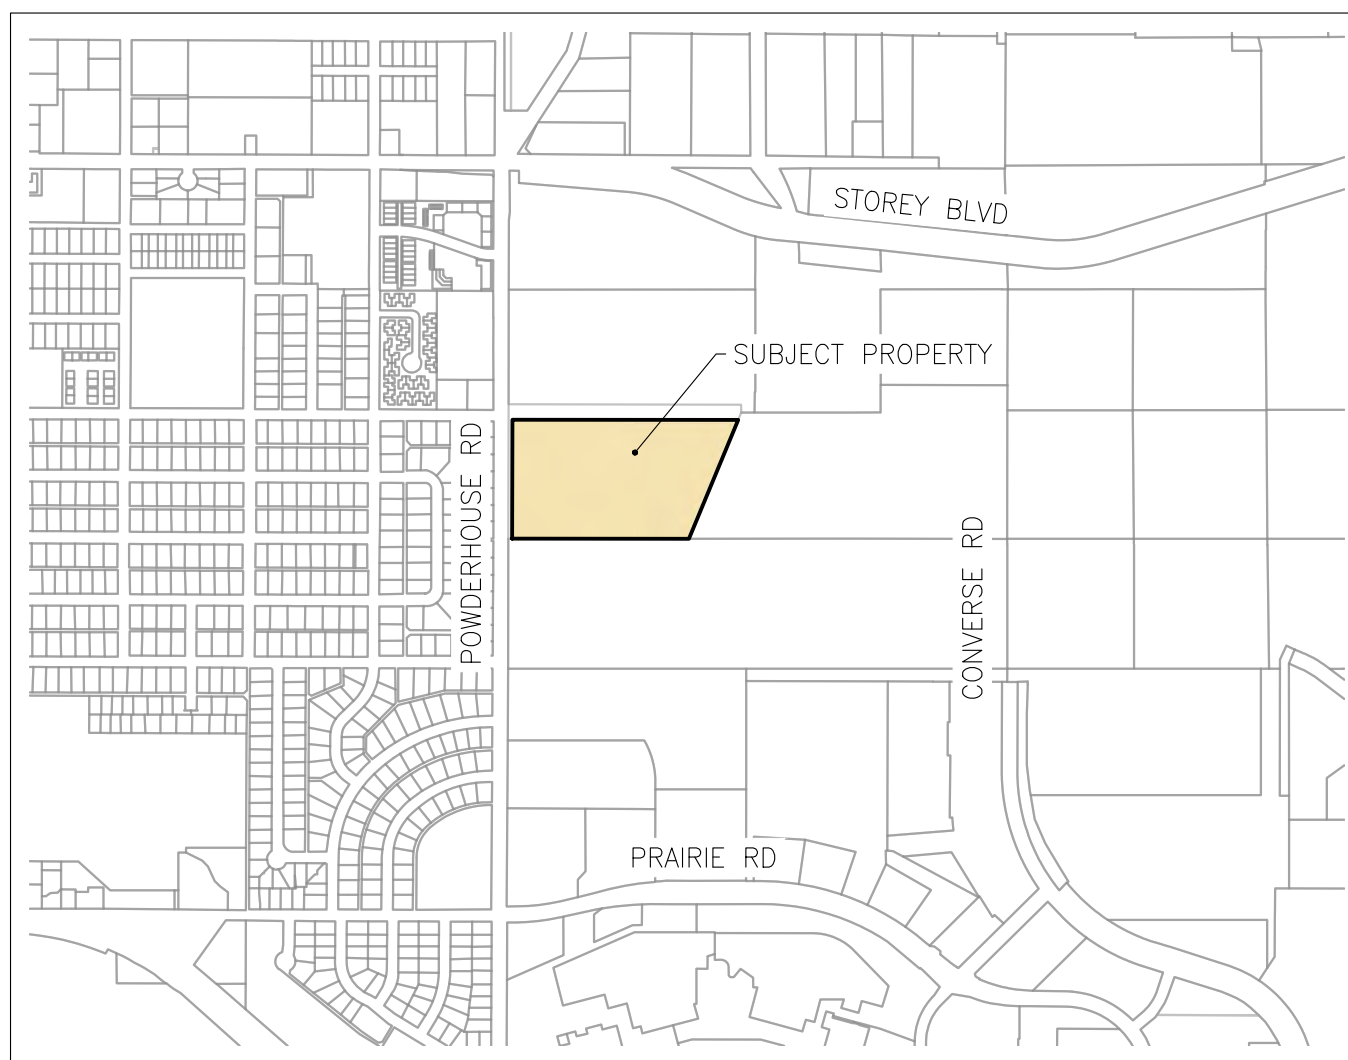 STOREY BLVD
SUBJECT PROPERTY
POWDERHOUSE RD
CONVERSE RD
PRAIRIE RD